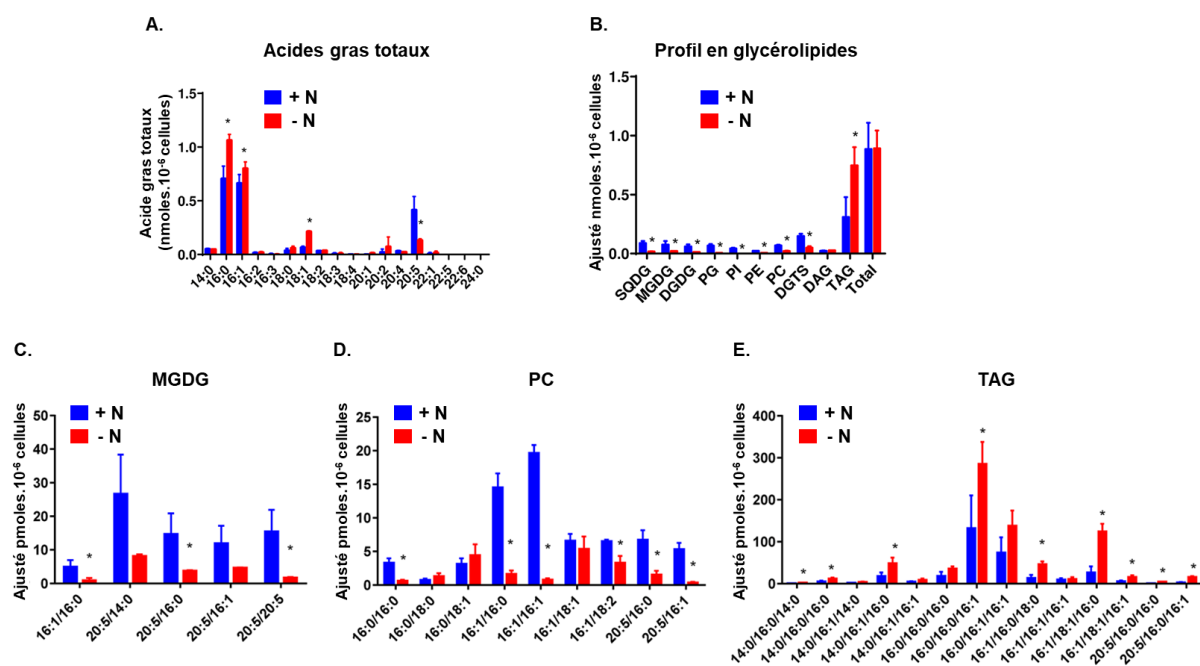 A.
Acides gras totaux
Acide gras totaux
(nmoles.10⁻⁶ cellules)
1.5
1.0
0.5
0.0
+ N
- N
* * * *
14:0 16:0 16:1 16:2 16:3 18:0 18:1 18:2 18:3 18:4 20:1 20:2 20:4 20:5 22:1 22:5 22:6 24:0
B.
Profil en glycérolipides
Ajusté nmoles.10⁻⁶ cellules
1.5
1.0
0.5
0.0
+ N
- N
* * * * * * * * *
SQDG MGDG DGDG PG PI PE PC DGTS DAG TAG Total
C.
MGDG
Ajusté pmoles.10⁻⁶ cellules
50
40
30
20
10
0
+ N
- N
* * *
16:1/16:0 20:5/14:0 20:5/16:0 20:5/16:1 20:5/20:5
D.
PC
Ajusté pmoles.10⁻⁶ cellules
25
20
15
10
5
0
+ N
- N
* * * * * *
16:0/16:0 16:0/18:0 16:0/18:1 16:1/16:0 16:1/16:1 16:1/18:1 16:1/18:2 20:5/16:0 20:5/16:1
E.
TAG
Ajusté pmoles.10⁻⁶ cellules
400
300
200
100
0
+ N
- N
* * * * * * * * *
14:0/16:0/14:0 14:0/16:0/16:0 14:0/16:1/14:0 14:0/16:1/16:0 14:0/16:1/16:1 16:0/16:0/16:0 16:0/16:0/16:1 16:0/16:1/16:1 16:1/16:0/18:0 16:1/16:1/16:1 16:1/18:1/16:0 16:1/18:1/16:1 20:5/16:0/16:0 20:5/16:0/16:1